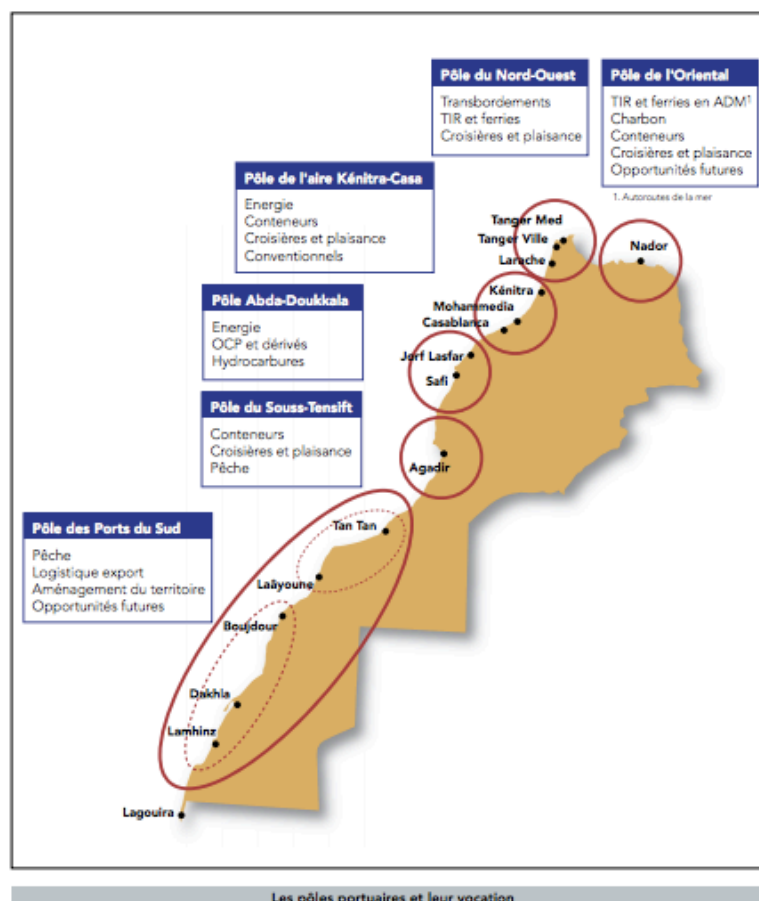 Pôle du Nord-Ouest
Transbordements
TIR et ferries
Croisières et plaisance
Pôle de l'Oriental
TIR et ferries en ADM¹
Charbon
Conteneurs
Croisières et plaisance
Opportunités futures
1. Autoroutes de la mer
Pôle de l'aire Kénitra-Casa
Energie
Conteneurs
Croisières et plaisance
Conventionnels
Tanger Med
Tanger Ville
Larache
Nador
Kénitra
Mohammedia
Casablanca
Pôle Abda-Doukkala
Energie
OCP et dérivés
Hydrocarbures
Jorf Lasfar
Safi
Pôle du Souss-Tensift
Conteneurs
Croisières et plaisance
Pêche
Agadir
Pôle des Ports du Sud
Pêche
Logistique export
Aménagement du territoire
Opportunités futures
Tan Tan
Laâyoune
Boujdour
Dakhla
Lamhinz
Lagouira
Les pôles portuaires et leur vocation